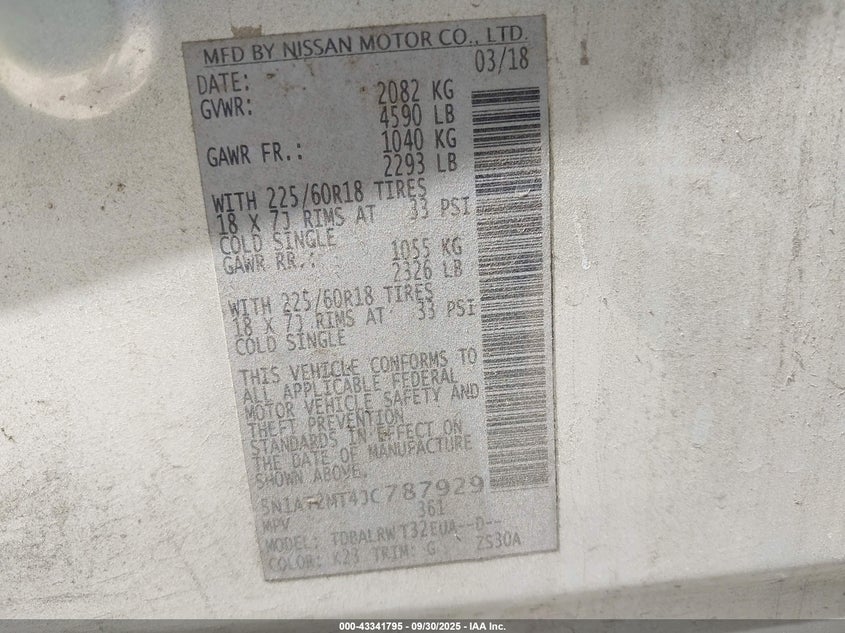 MFD BY NISSAN MOTOR CO., LTD.
DATE: 03/18
GVWR: 2082 KG
4590 LB
GAWR FR.: 1040 KG
2293 LB
WITH 225/60R18 TIRES
18 X 7J RIMS AT 33 PSI
COLD SINGLE
GAWR RR.: 1055 KG
2326 LB
WITH 225/60R18 TIRES
18 X 7J RIMS AT 33 PSI
COLD SINGLE
THIS VEHICLE CONFORMS TO
ALL APPLICABLE FEDERAL
MOTOR VEHICLE SAFETY AND
THEFT PREVENTION
STANDARDS IN EFFECT ON
THE DATE OF MANUFACTURE
SHOWN ABOVE.
5N1AT2MT4JC787929
MPV 361
MODEL: TDBALRWT32EUA--D--
COLOR: K23 TRIM: G ZS30A
000-43341795 - 09/30/2025 - IAA Inc.